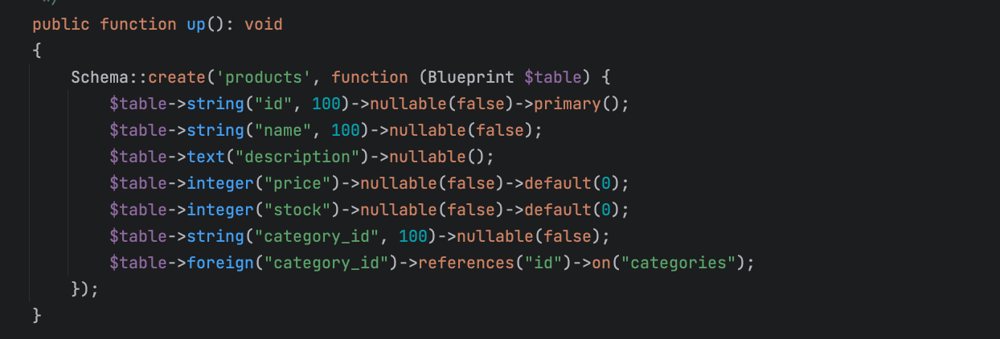 */
public function up(): void
{
    Schema::create('products', function (Blueprint $table) {
        $table->string("id", 100)->nullable(false)->primary();
        $table->string("name", 100)->nullable(false);
        $table->text("description")->nullable();
        $table->integer("price")->nullable(false)->default(0);
        $table->integer("stock")->nullable(false)->default(0);
        $table->string("category_id", 100)->nullable(false);
        $table->foreign("category_id")->references("id")->on("categories");
    });
}